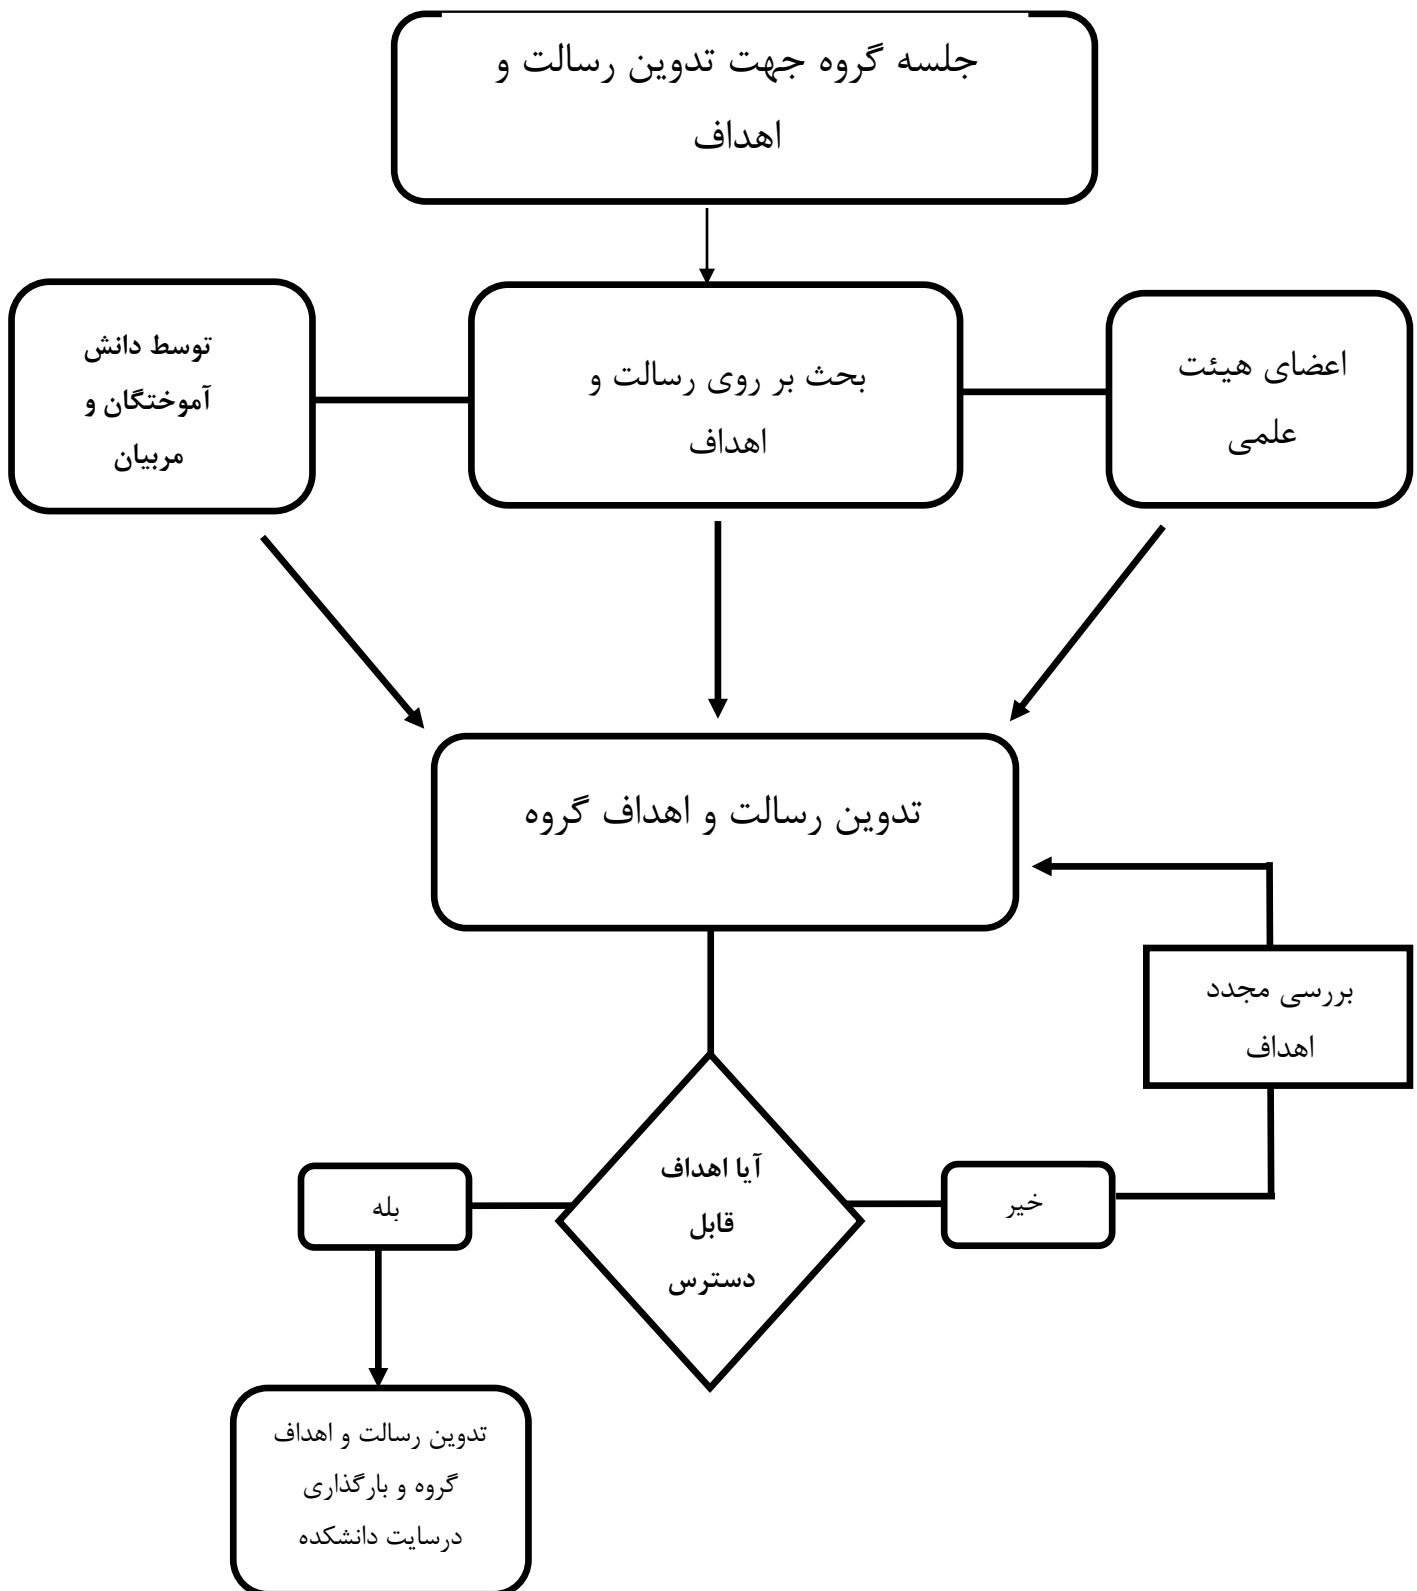 جلسه گروه جهت تدوین رسالت و
اهداف
اعضای هیئت
علمی
بحث بر روی رسالت و
اهداف
توسط دانش
آموختگان و
مربیان
تدوین رسالت و اهداف گروه
بررسی مجدد
اهداف
آیا اهداف
قابل
دسترس
خیر
بله
تدوین رسالت و اهداف
گروه و بارگذاری
درسایت دانشکده